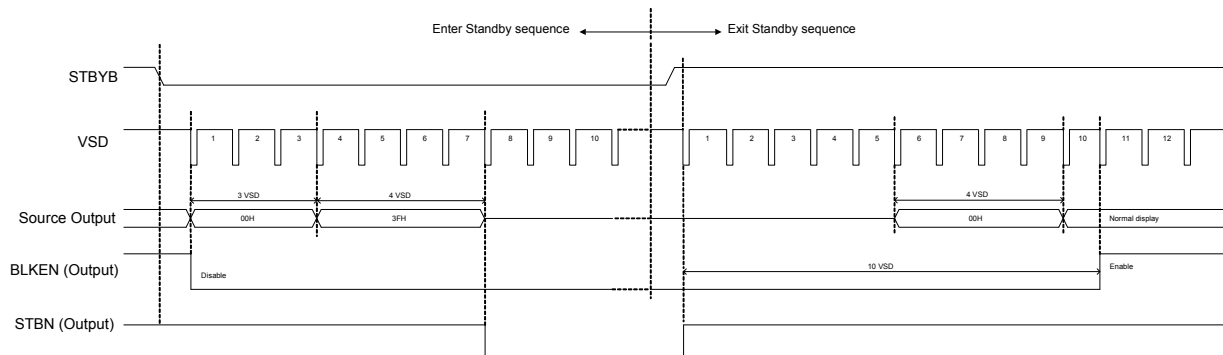 Enter Standby sequence
Exit Standby sequence
STBYB
VSD
1 2 3 4 5 6 7 8 9 10 1 2 3 4 5 6 7 8 9 10 11 12
3 VSD
4 VSD
4 VSD
Source Output
00H
3FH
00H
Normal display
BLKEN (Output)
Disable
10 VSD
Enable
STBN (Output)